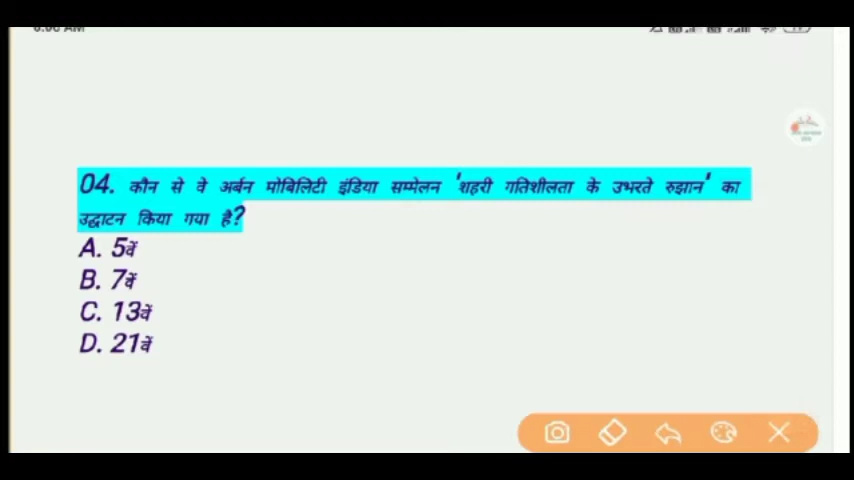 04. कौन से वे अर्बन मोबिलिटी इंडिया सम्मेलन 'शहरी गतिशीलता के उभरते रुझान' का
उद्घाटन किया गया है?
A. 5वें
B. 7वें
C. 13वें
D. 21वें